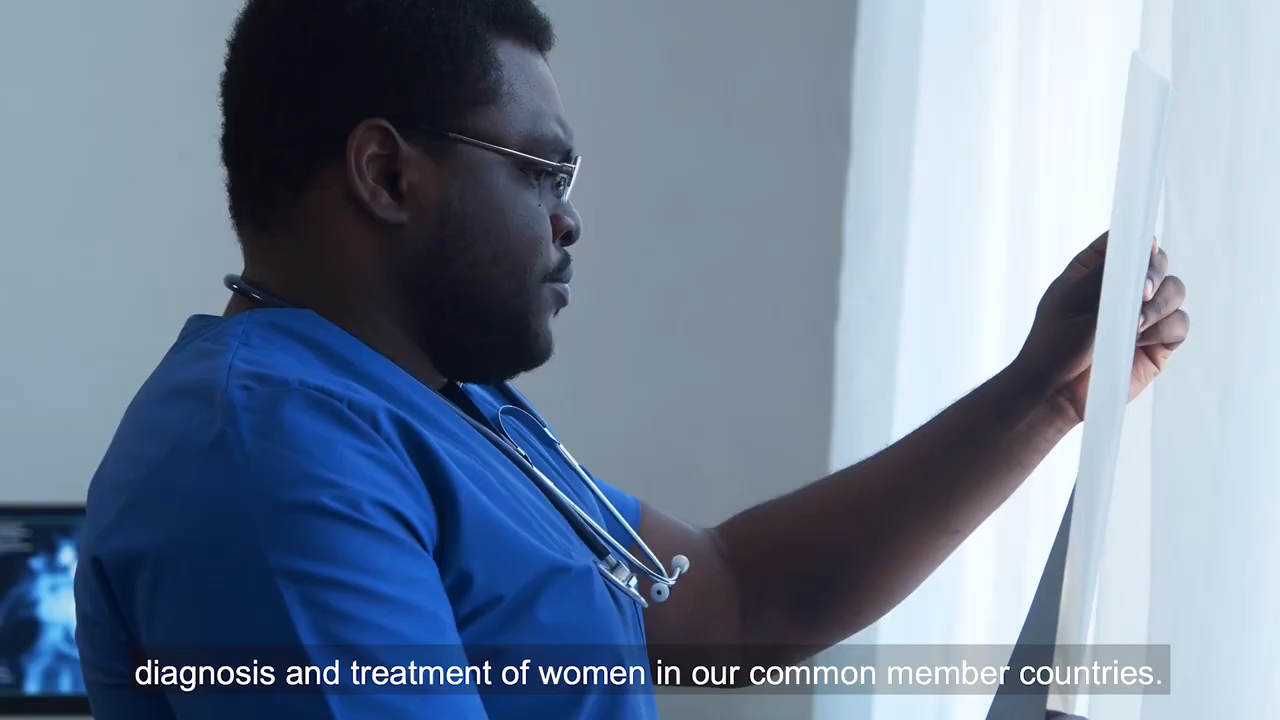 diagnosis and treatment of women in our common member countries.